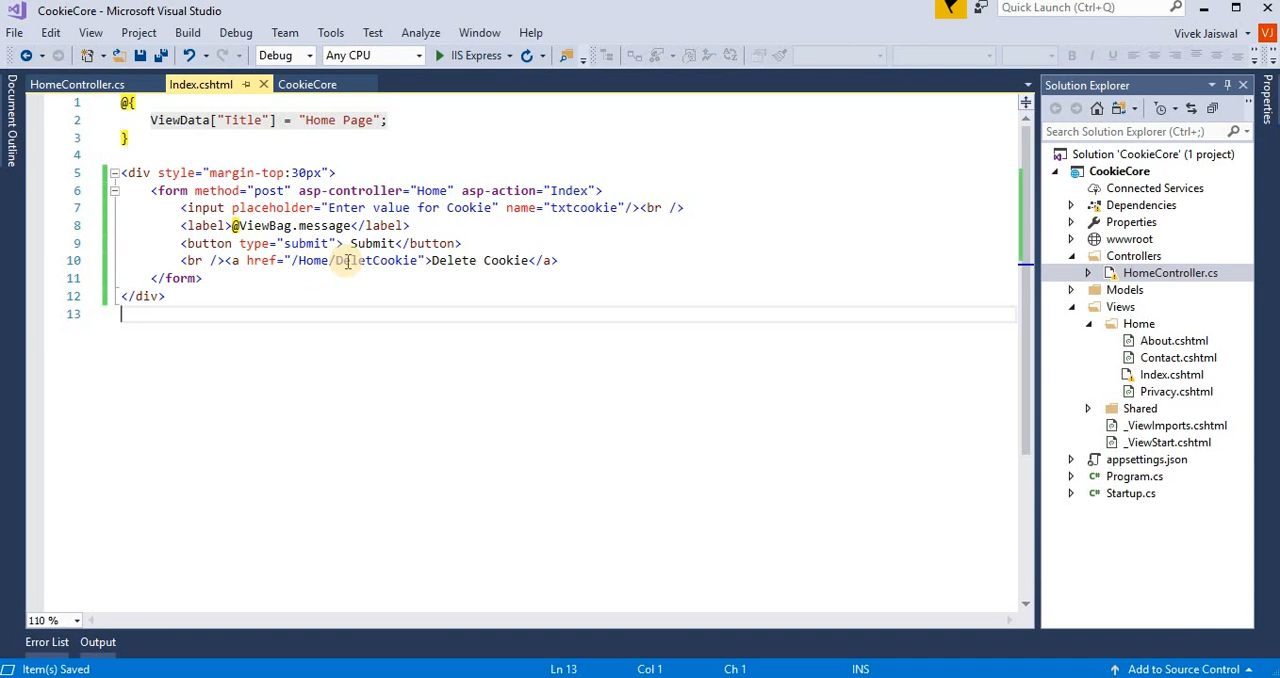 CookieCore - Microsoft Visual Studio
Quick Launch (Ctrl+Q)
File Edit View Project Build Debug Team Tools Test Analyze Window Help
Vivek Jaiswal VJ
Debug Any CPU IIS Express
HomeController.cs Index.cshtml CookieCore
Document Outline
1 @{
2 ViewData["Title"] = "Home Page";
3 }
4
5 <div style="margin-top:30px">
6 <form method="post" asp-controller="Home" asp-action="Index">
7 <input placeholder="Enter value for Cookie" name="txtcookie"/><br />
8 <label>@ViewBag.message</label>
9 <button type="submit"> Submit</button>
10 <br /><a href="/Home/DeletCookie">Delete Cookie</a>
11 </form>
12 </div>
13
110 %
Solution Explorer
Search Solution Explorer (Ctrl+;)
Solution 'CookieCore' (1 project)
CookieCore
Connected Services
Dependencies
Properties
wwwroot
Controllers
HomeController.cs
Models
Views
Home
About.cshtml
Contact.cshtml
Index.cshtml
Privacy.cshtml
Shared
_ViewImports.cshtml
_ViewStart.cshtml
appsettings.json
Program.cs
Startup.cs
Properties
Error List Output
Item(s) Saved Ln 13 Col 1 Ch 1 INS Add to Source Control